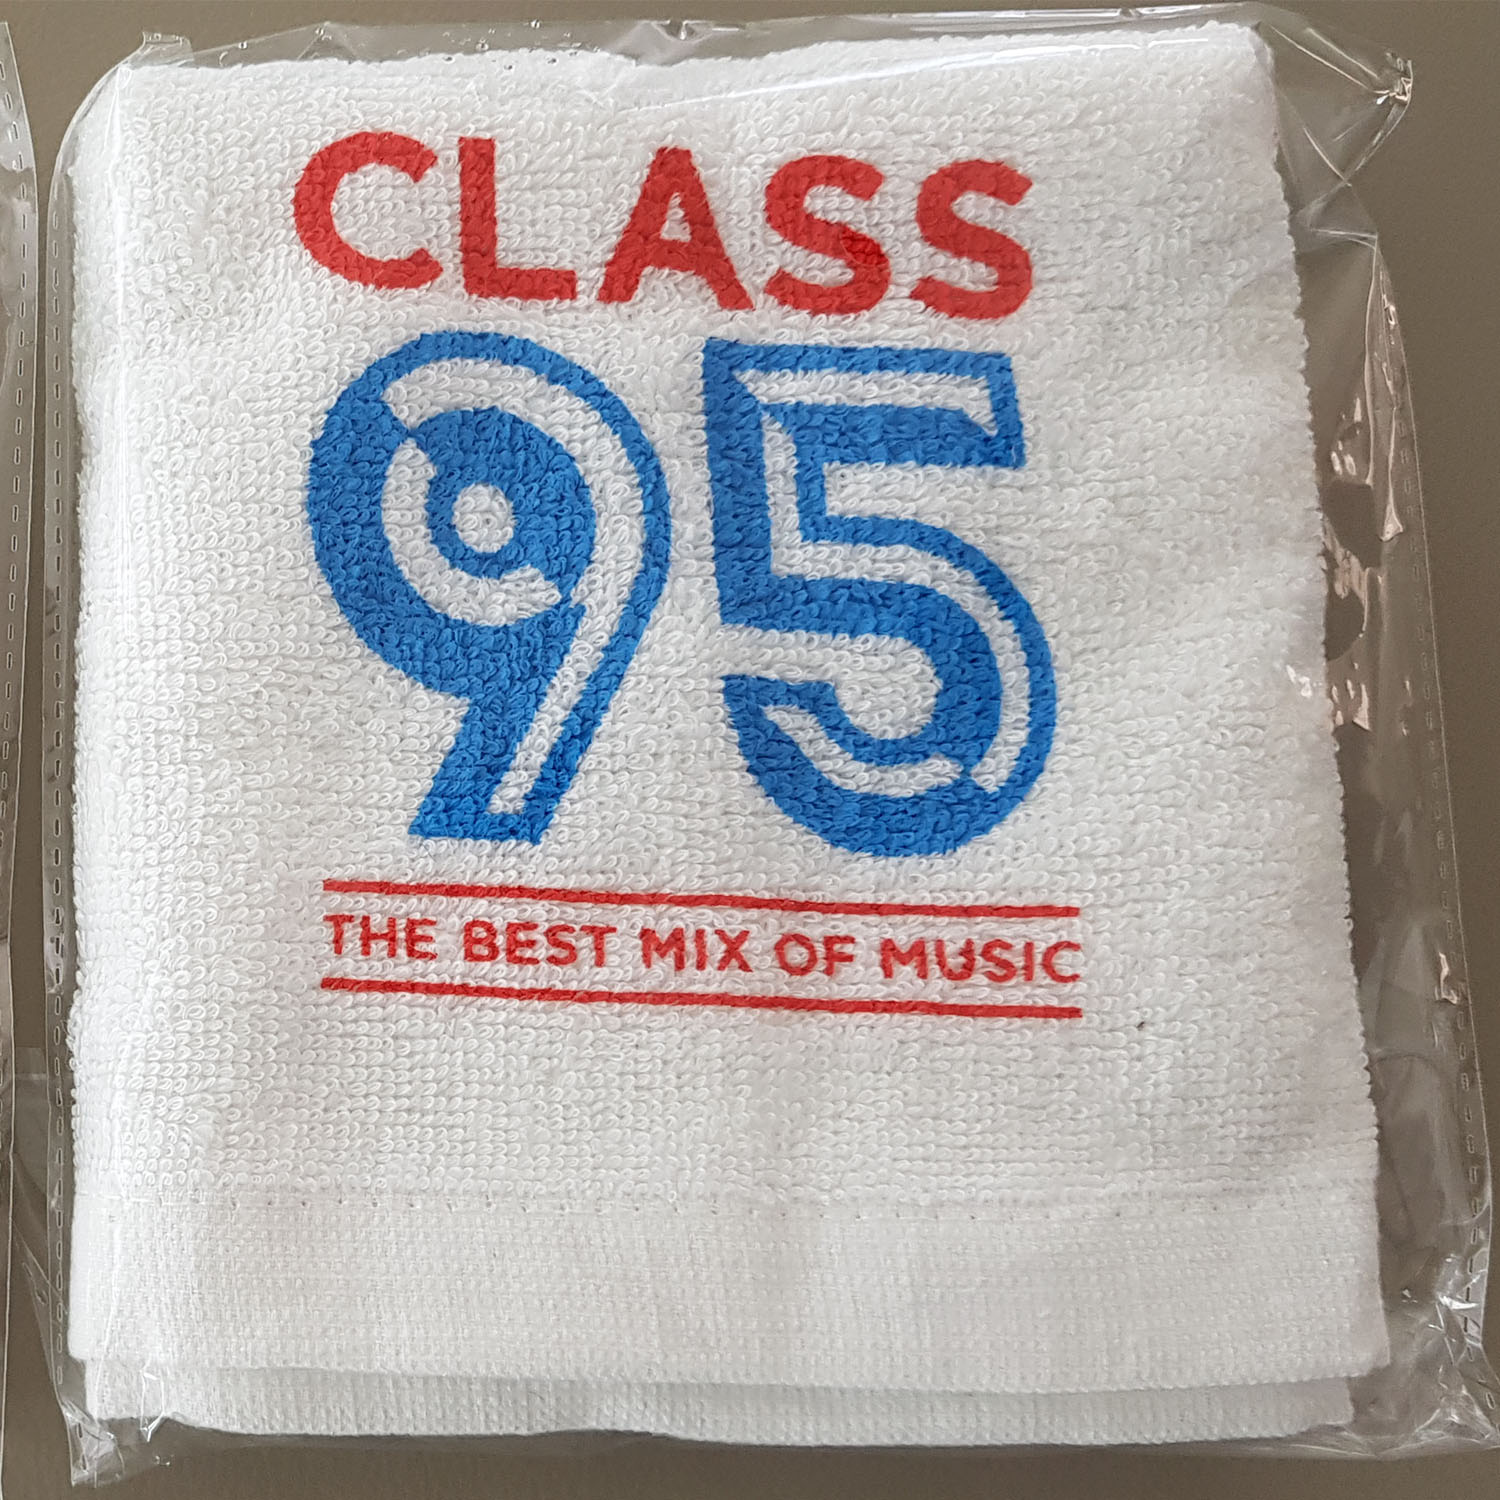 CLASS
95
THE BEST MIX OF MUSIC